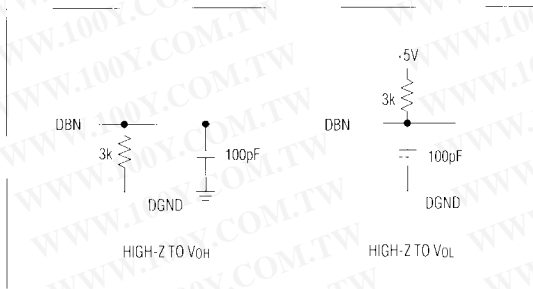 ·5V
3k
DBN
DBN
3k
100pF
100pF
DGND
DGND
HIGH-Z TO VOH
HIGH-Z TO VOL
WWW.100Y.COM.TW